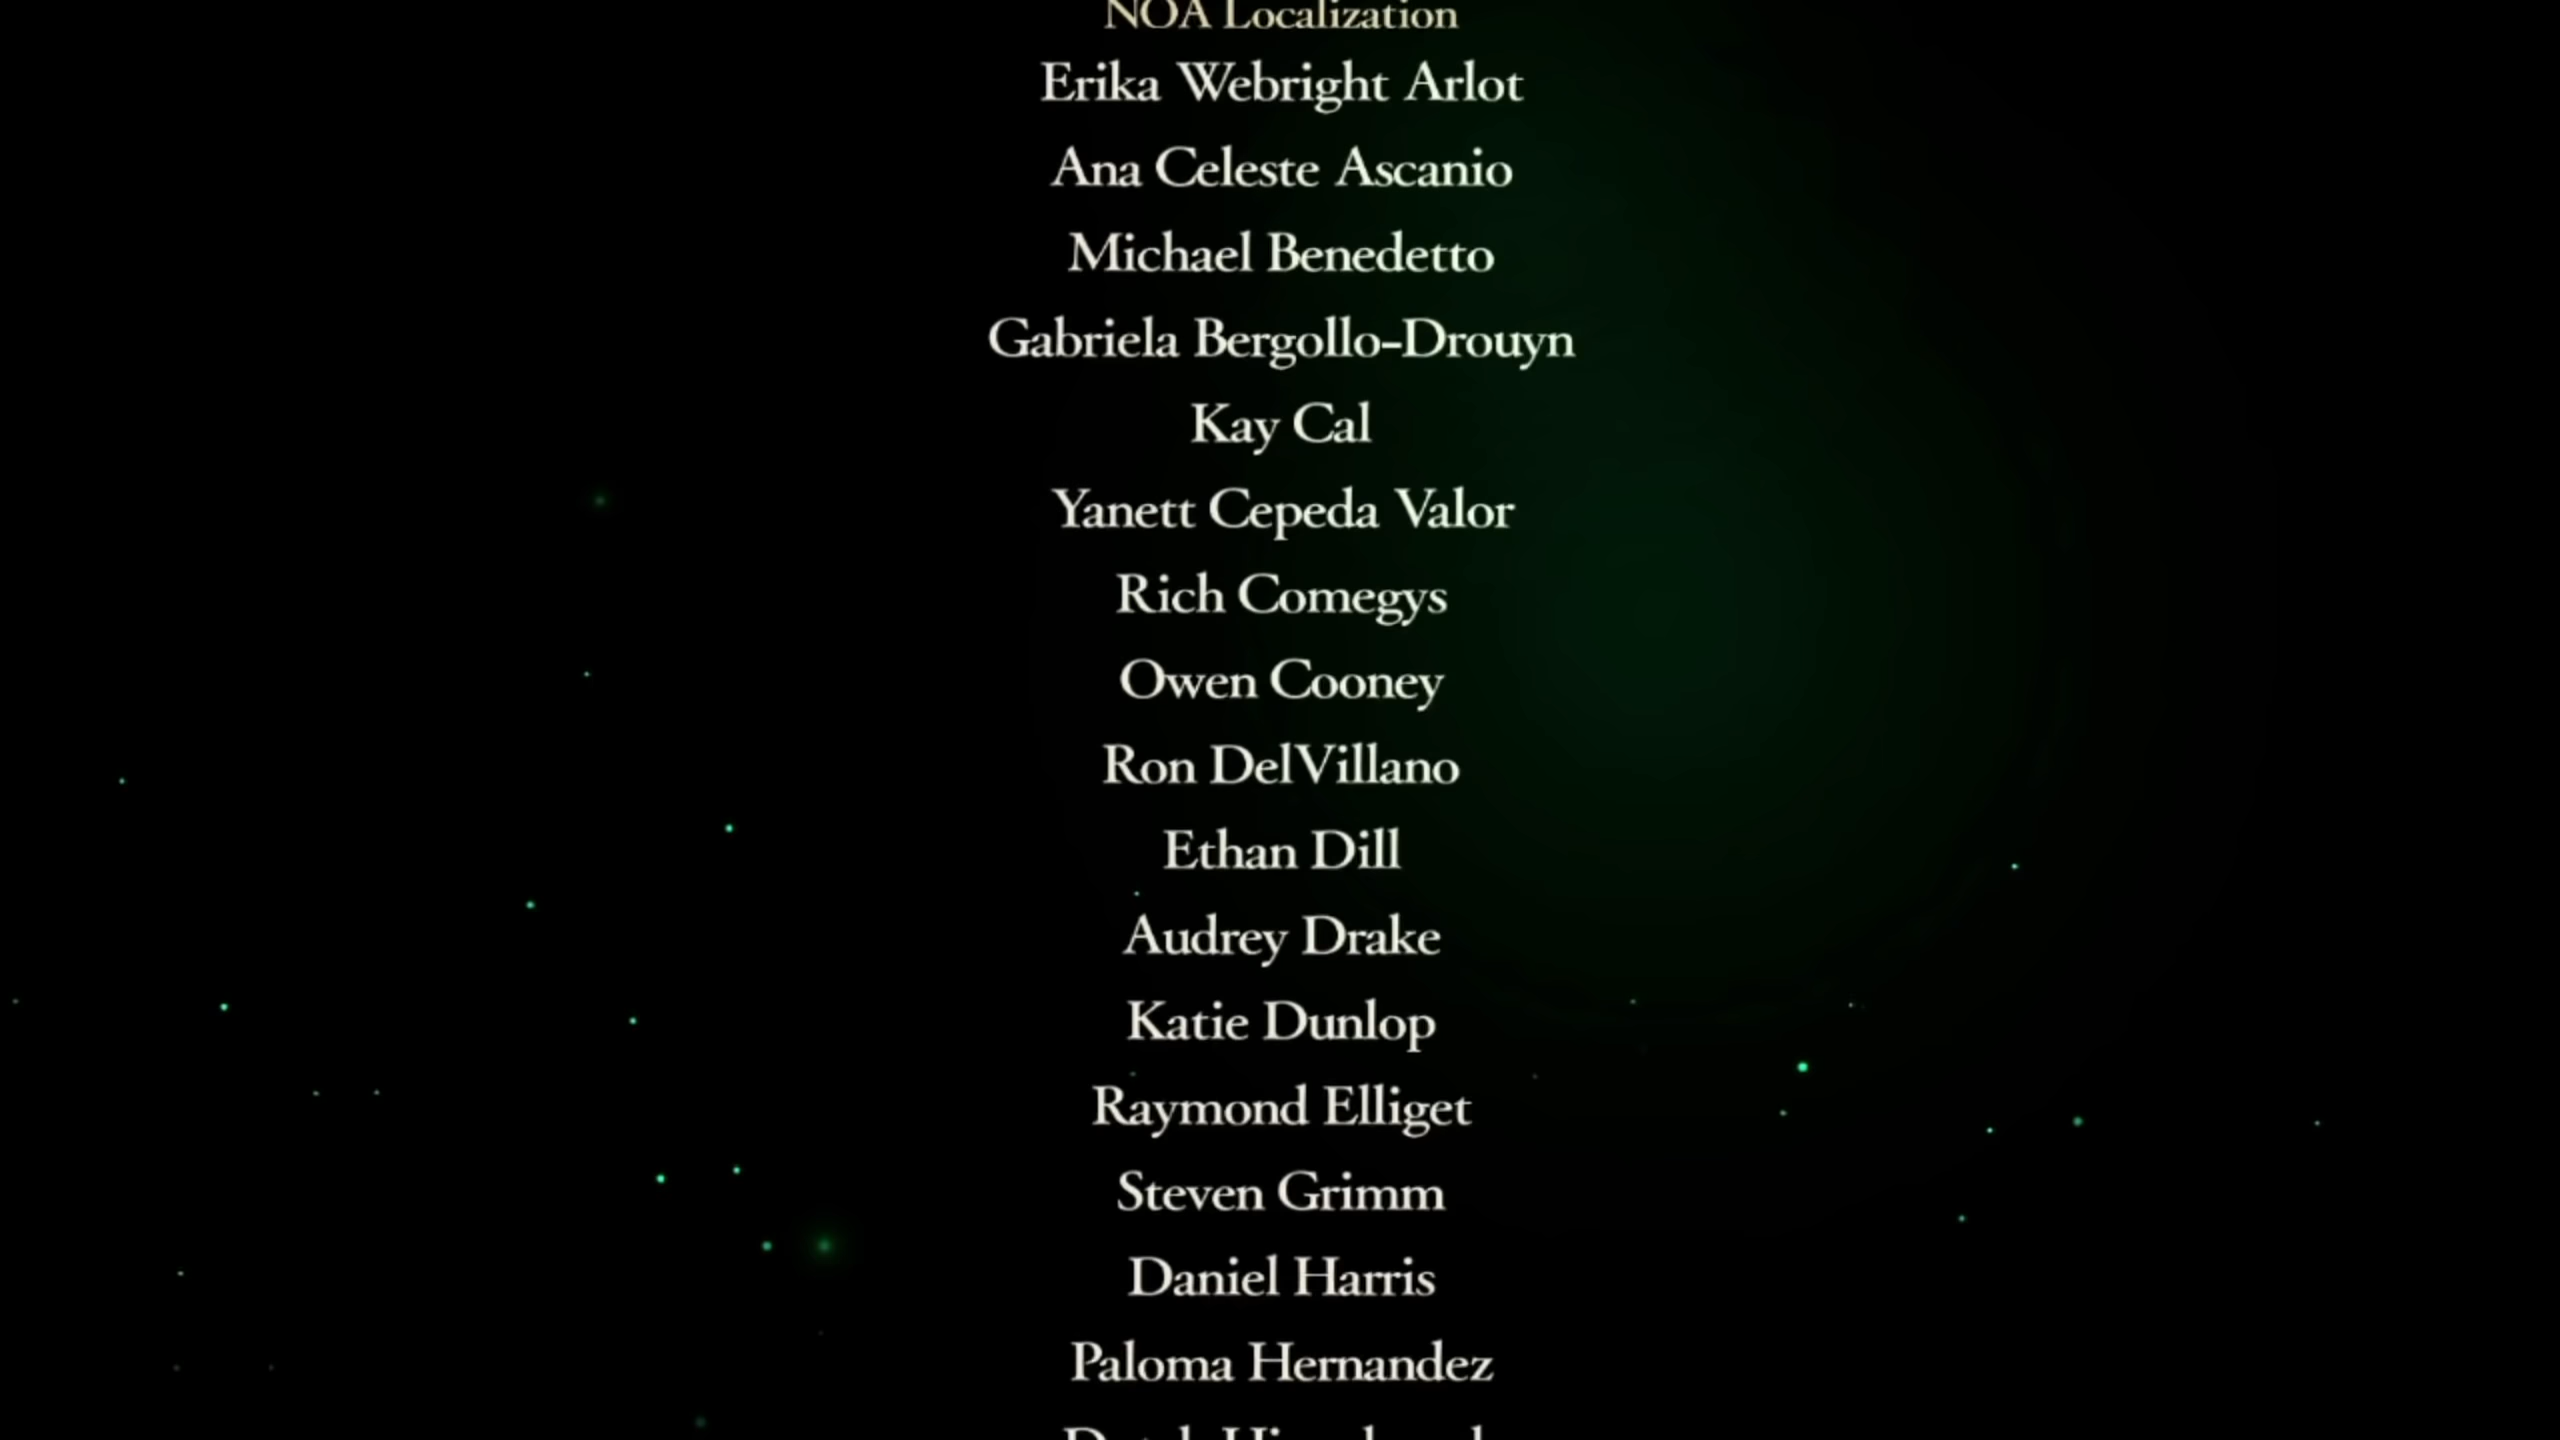 NOA Localization
Erika Webright Arlot
Ana Celeste Ascanio
Michael Benedetto
Gabriela Bergollo-Drouyn
Kay Cal
Yanett Cepeda Valor
Rich Comegys
Owen Cooney
Ron DelVillano
Ethan Dill
Audrey Drake
Katie Dunlop
Raymond Elliget
Steven Grimm
Daniel Harris
Paloma Hernandez